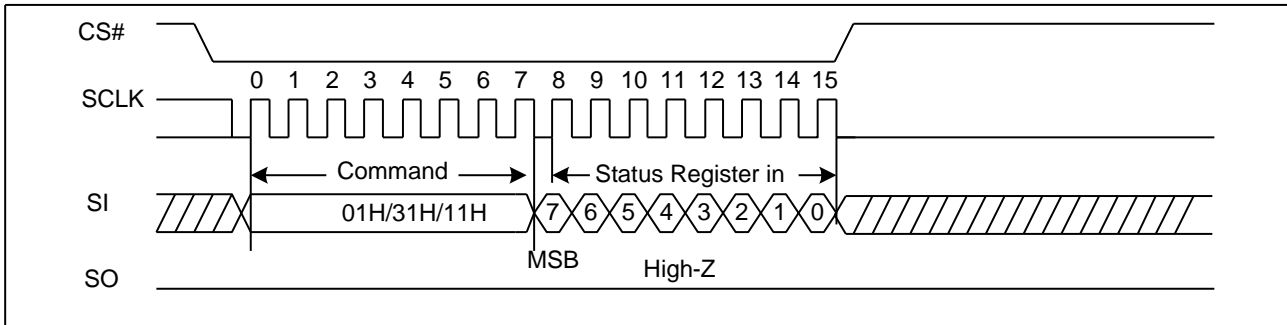 CS#
0 1 2 3 4 5 6 7 8 9 10 11 12 13 14 15
SCLK
Command Status Register in
SI 01H/31H/11H 7 6 5 4 3 2 1 0
MSB High-Z
SO